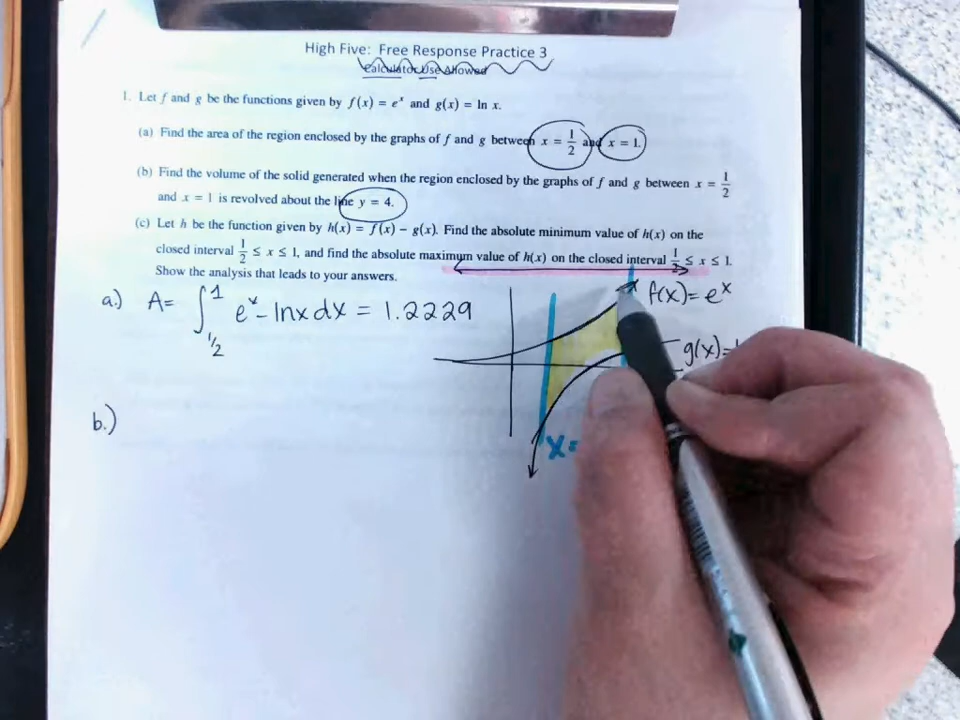 High Five: Free Response Practice 3
Calculator Use Allowed
1. Let f and g be the functions given by f(x) = eˣ and g(x) = ln x.
(a) Find the area of the region enclosed by the graphs of f and g between x = 1/2 and x = 1.
(b) Find the volume of the solid generated when the region enclosed by the graphs of f and g between x = 1/2
and x = 1 is revolved about the line y = 4.
(c) Let h be the function given by h(x) = f(x) − g(x). Find the absolute minimum value of h(x) on the
closed interval 1/2 ≤ x ≤ 1, and find the absolute maximum value of h(x) on the closed interval 1/2 ≤ x ≤ 1.
Show the analysis that leads to your answers.
a.) A= ∫₁/₂¹ eˣ − lnx dx = 1.2229
f(x)= eˣ
g(x)=
b.)
x=